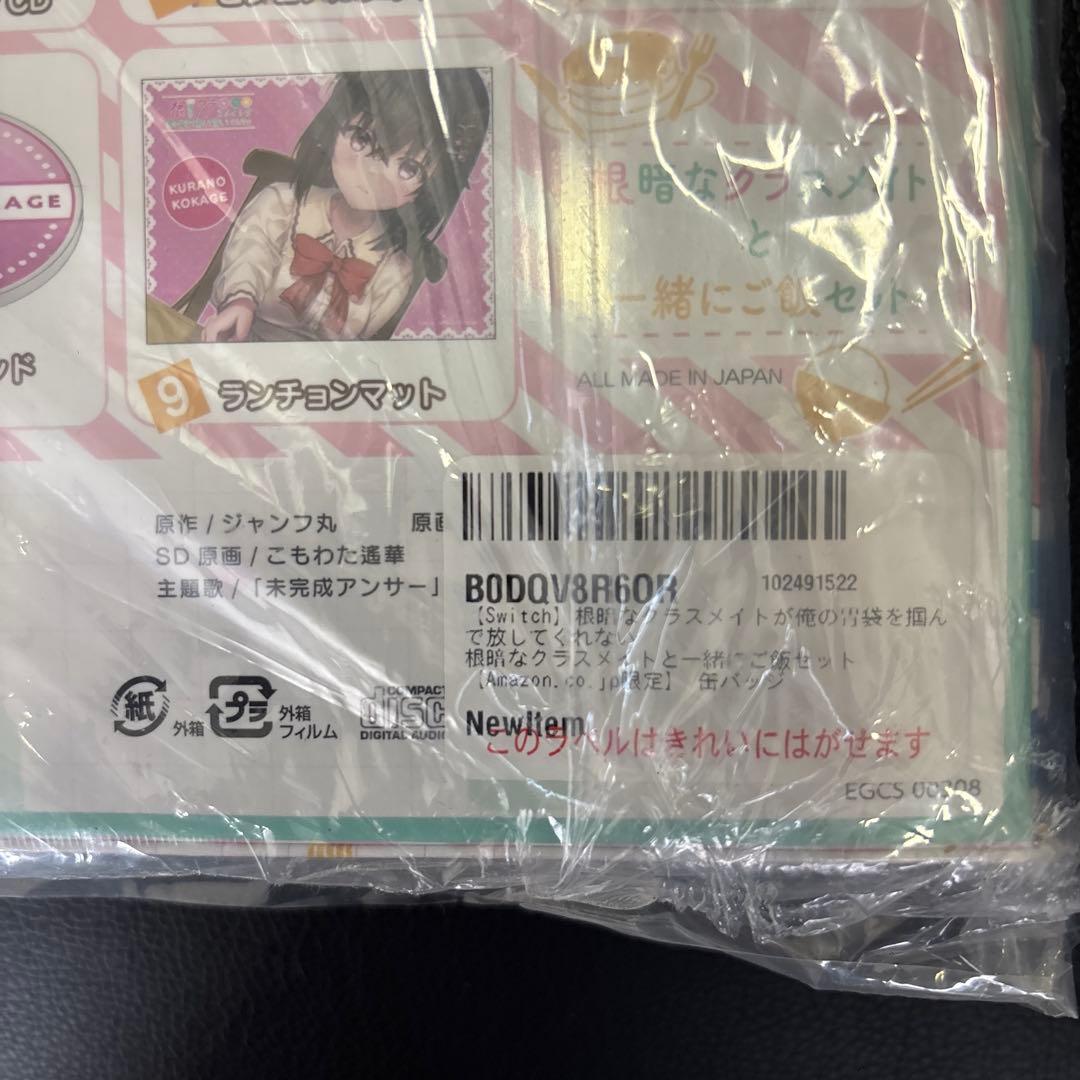 CD
AGE
KURANO
KOKAGE
ド
9 ランチョンマット
根暗なクラスメイト
と
一緒にご飯セット
ALL MADE IN JAPAN
原作 / ジャンフ丸 原画
SD 原画 / こもわた遙華
主題歌 / 「未完成アンサー」
紙 外箱
プラ 外箱
フィルム
COMPACT
disc
DIGITAL AUDIO
102491522
【Switch】根暗なクラスメイトが俺の胃袋を掴ん
で放してくれない
根暗なクラスメイトと一緒にご飯セット
【Amazon.co.jp限定】 缶バッジ
NewItem
このラベルはきれいにはがせます